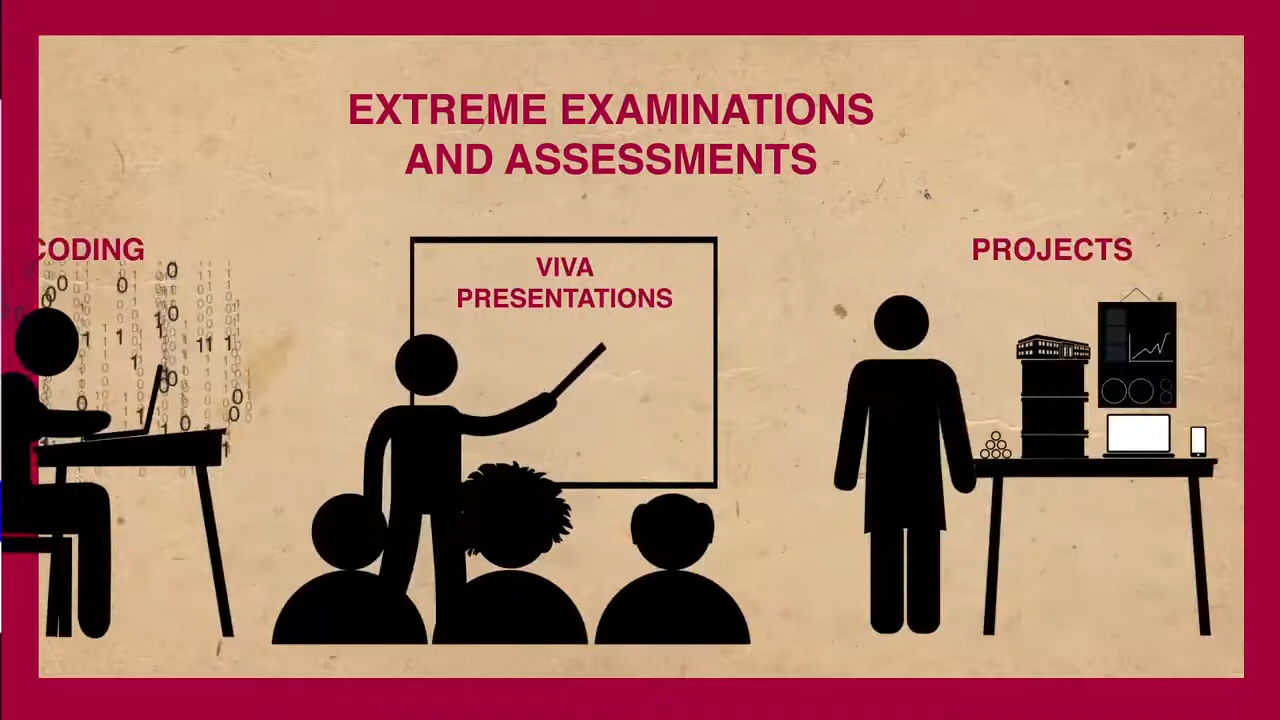 EXTREME EXAMINATIONS
AND ASSESSMENTS
CODING
VIVA
PRESENTATIONS
PROJECTS